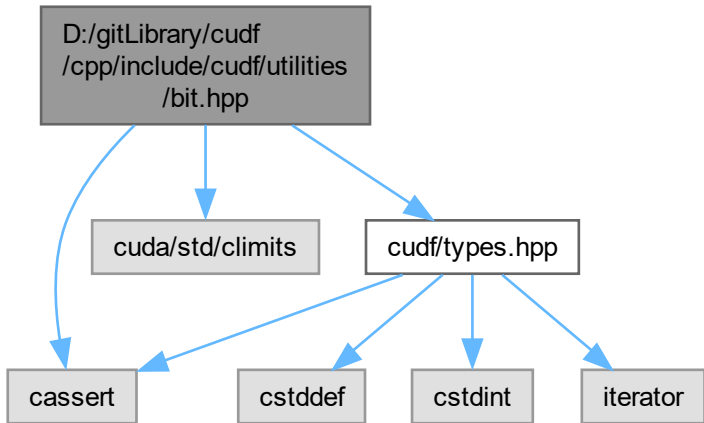 D:/gitLibrary/cudf
/cpp/include/cudf/utilities
/bit.hpp
cuda/std/climits
cudf/types.hpp
cassert
cstddef
cstdint
iterator